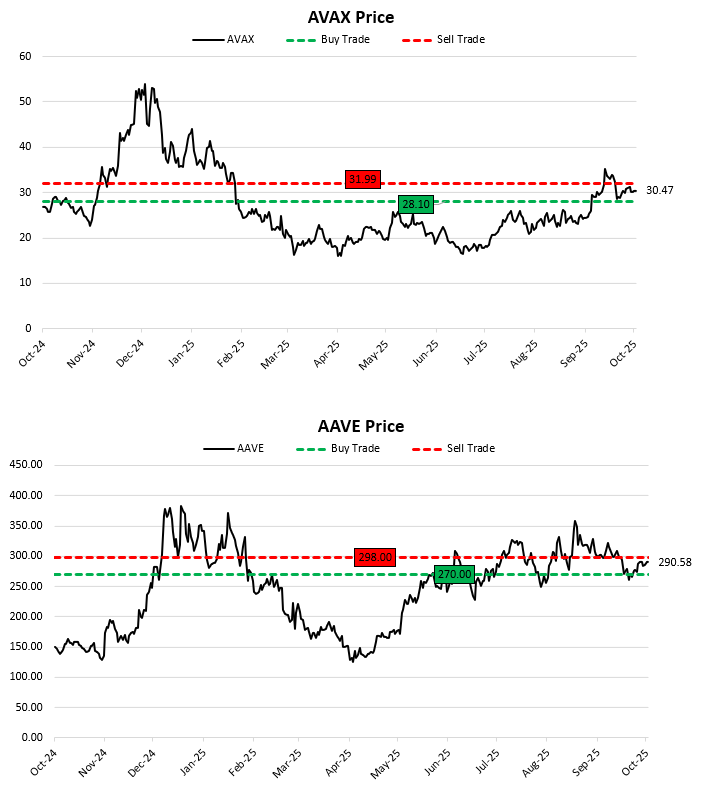 AVAX Price
AVAX Buy Trade Sell Trade
60
50
40
31.99
30 28.10 30.47
20
10
0
Oct-24 Nov-24 Dec-24 Jan-25 Feb-25 Mar-25 Apr-25 May-25 Jun-25 Jul-25 Aug-25 Sep-25 Oct-25
AAVE Price
AAVE Buy Trade Sell Trade
450.00
400.00
350.00
300.00 298.00 290.58
250.00 270.00
200.00
150.00
100.00
50.00
0.00
Oct-24 Nov-24 Dec-24 Jan-25 Feb-25 Mar-25 Apr-25 May-25 Jun-25 Jul-25 Aug-25 Sep-25 Oct-25